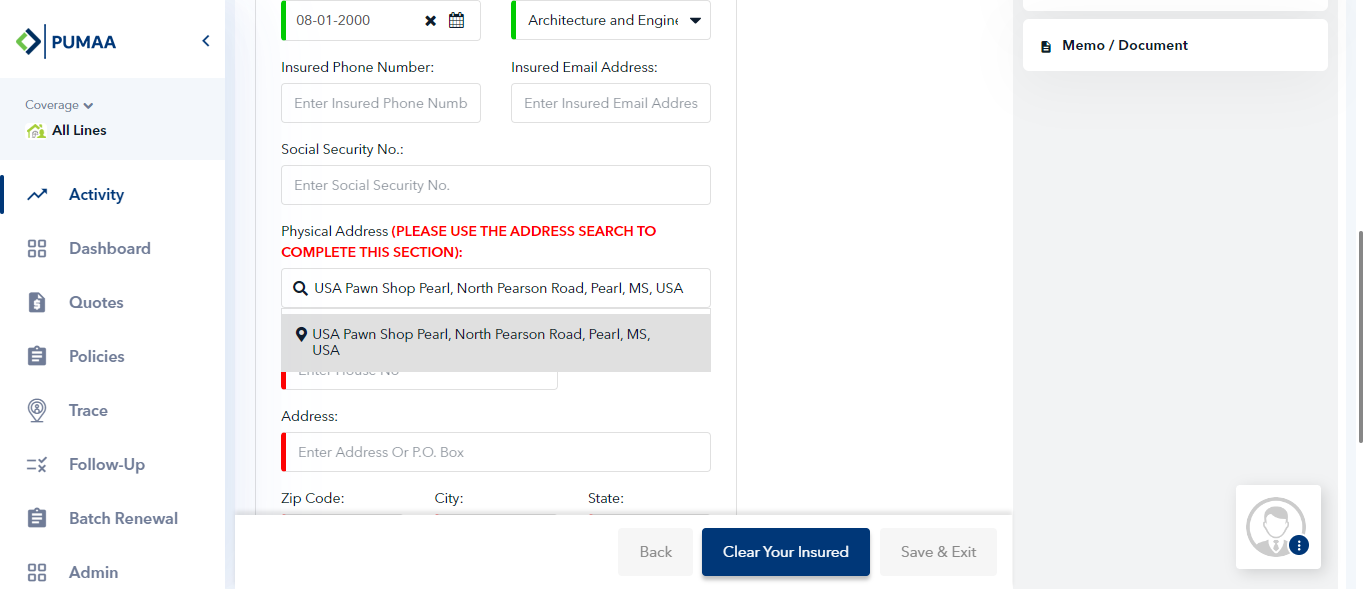 PUMAA
Coverage
All Lines
Activity
Dashboard
Quotes
Policies
Trace
Follow-Up
Batch Renewal
Admin
08-01-2000
Architecture and Engine
Insured Phone Number:
Insured Email Address:
Enter Insured Phone Numb
Enter Insured Email Addres
Social Security No.:
Enter Social Security No.
Physical Address (PLEASE USE THE ADDRESS SEARCH TO
COMPLETE THIS SECTION):
USA Pawn Shop Pearl, North Pearson Road, Pearl, MS, USA
USA Pawn Shop Pearl, North Pearson Road, Pearl, MS,
USA
Enter House No
Address:
Enter Address Or P.O. Box
Zip Code:
City:
State:
Back
Clear Your Insured
Save & Exit
Memo / Document